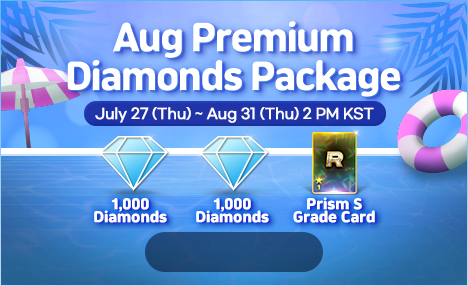 Aug Premium
Diamonds Package
July 27 (Thu) ~ Aug 31 (Thu) 2 PM KST
R
1
1,000
Diamonds
1,000
Diamonds
Prism S
Grade Card